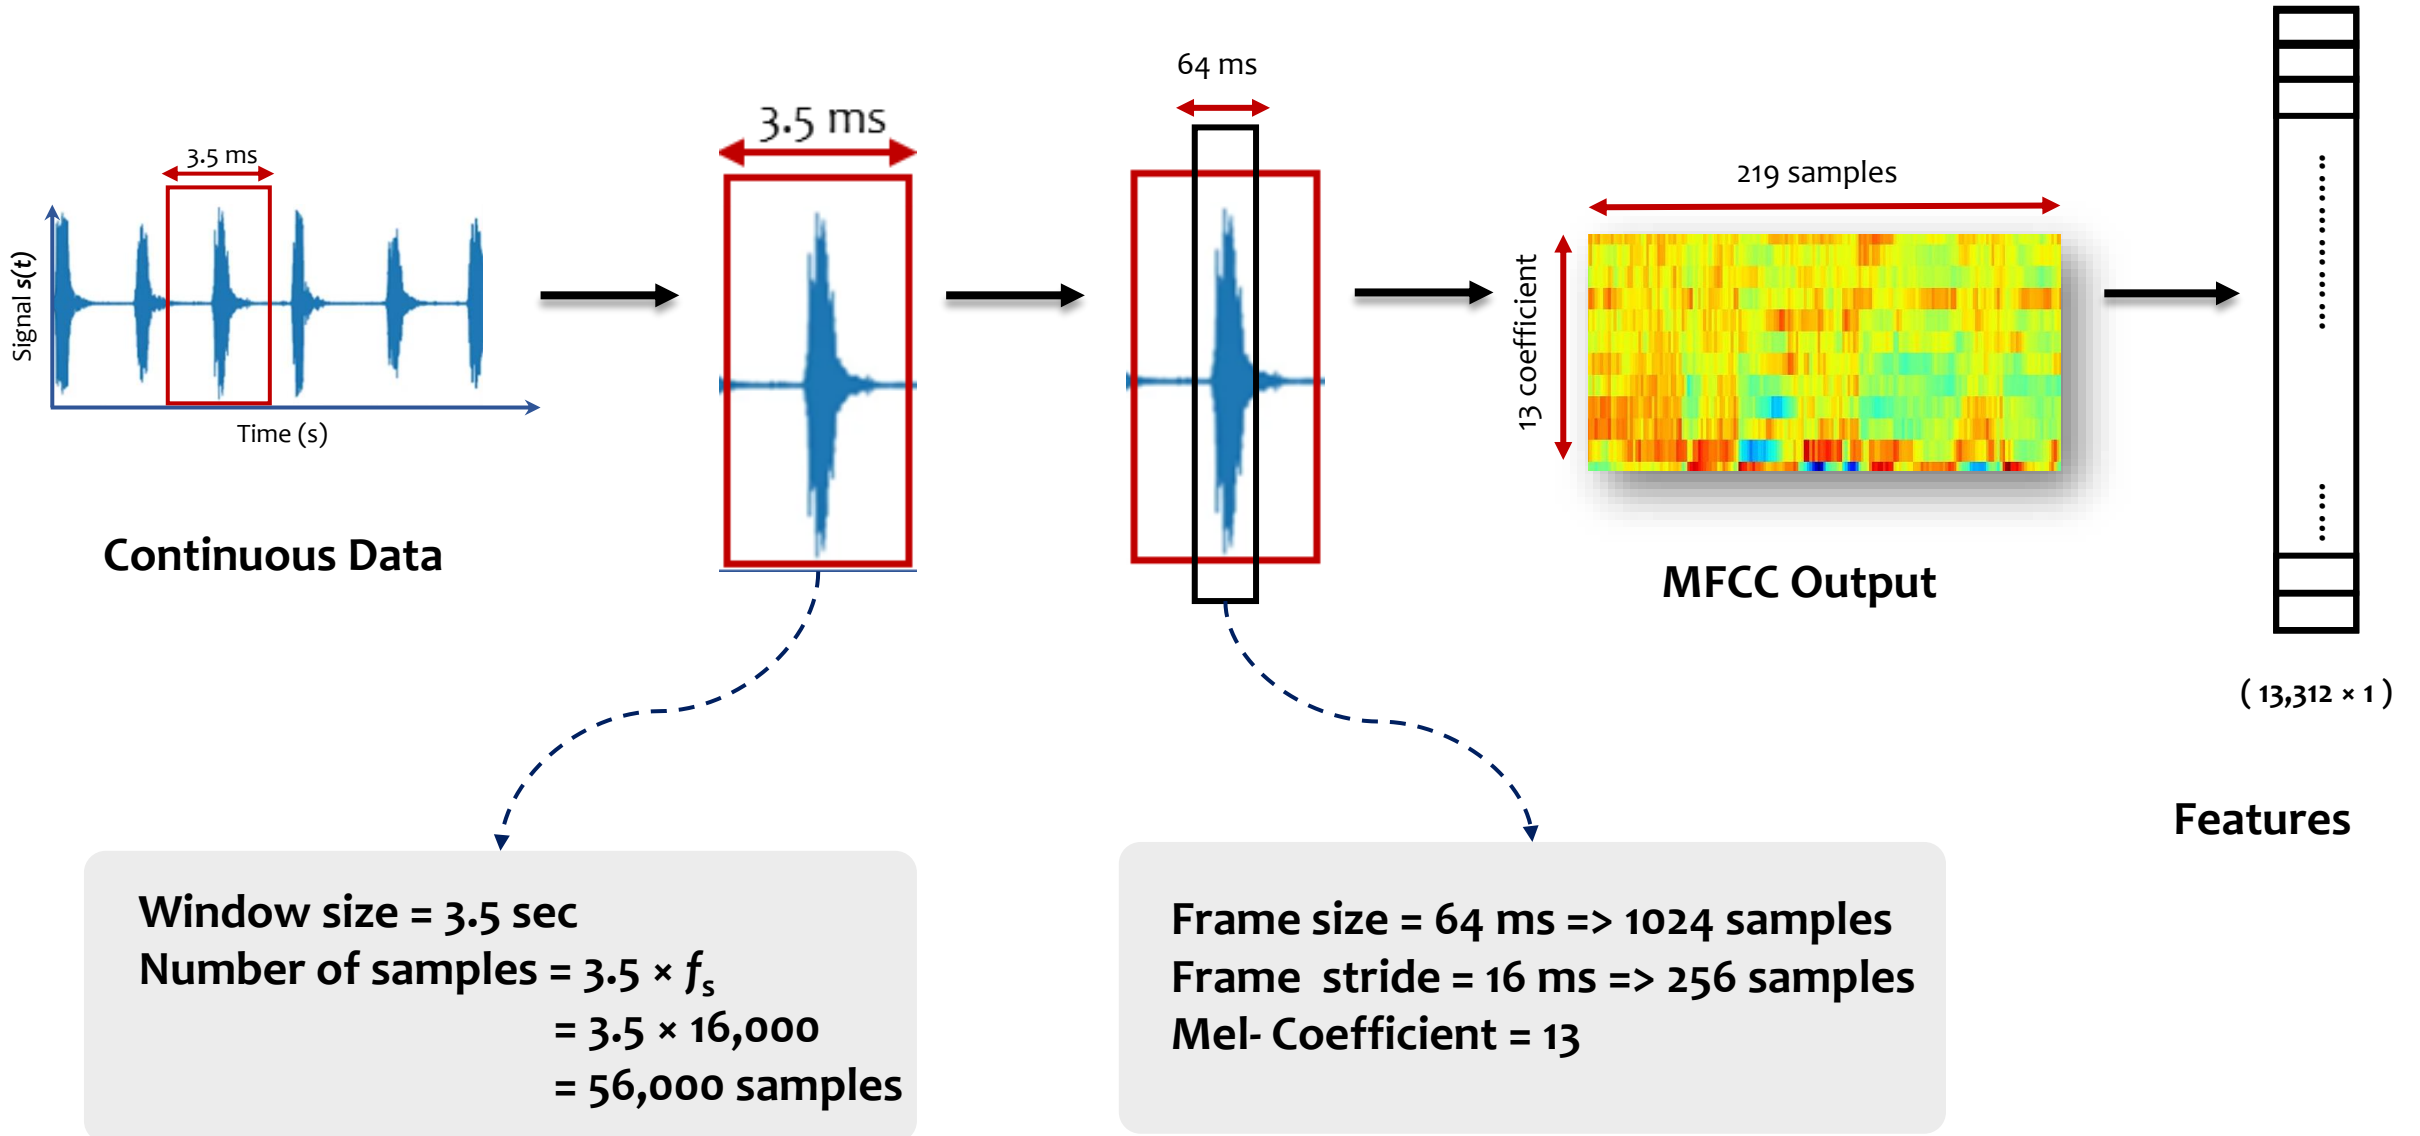 3.5 ms
Signal s(t)
Time (s)
Continuous Data
3.5 ms
64 ms
219 samples
13 coefficient
MFCC Output
( 13,312 × 1 )
Features
Window size = 3.5 sec
Number of samples = 3.5 × fs
= 3.5 × 16,000
= 56,000 samples
Frame size = 64 ms => 1024 samples
Frame stride = 16 ms => 256 samples
Mel- Coefficient = 13